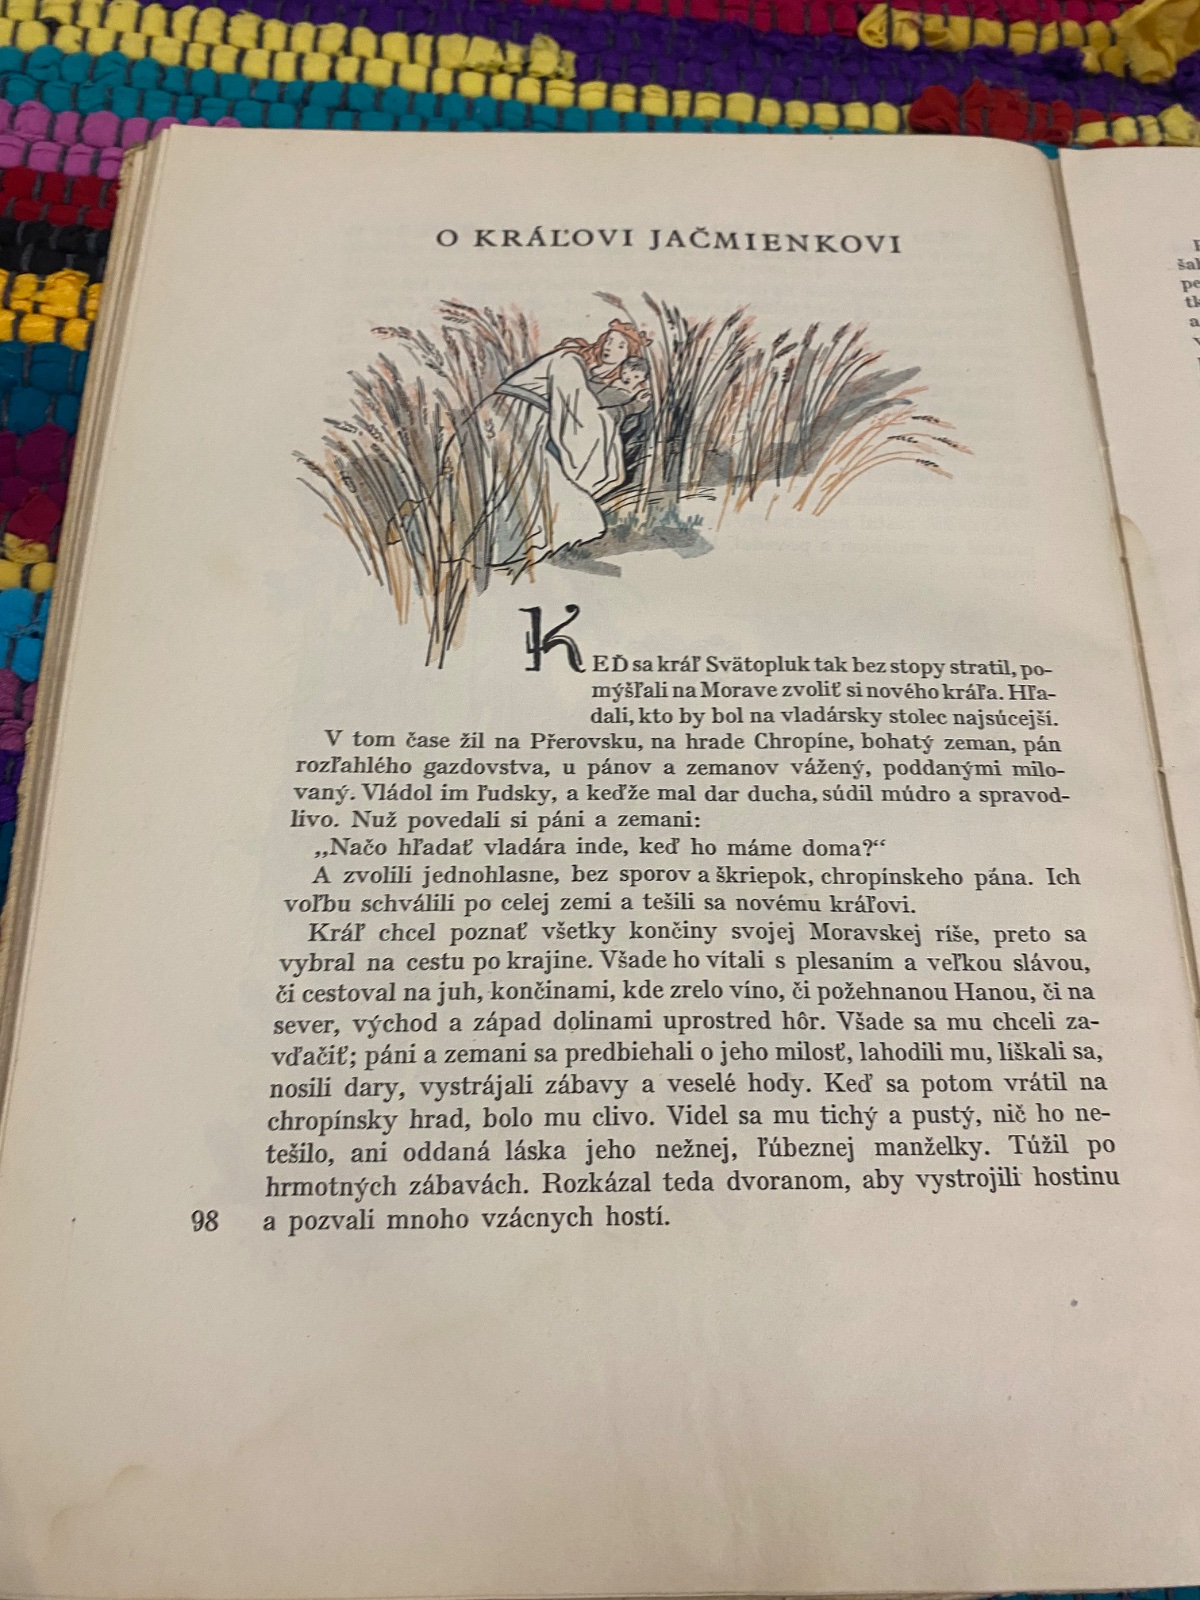 O KRÁĽOVI JAČMIENKOVI
KEĎ sa kráľ Svätopluk tak bez stopy stratil, po-
mýšľali na Morave zvoliť si nového kráľa. Hľa-
dali, kto by bol na vladársky stolec najsúcejší.
V tom čase žil na Přerovsku, na hrade Chropíne, bohatý zeman, pán
rozľahlého gazdovstva, u pánov a zemanov vážený, poddanými milo-
vaný. Vládol im ľudsky, a keďže mal dar ducha, súdil múdro a spravod-
livo. Nuž povedali si páni a zemani:
„Načo hľadať vladára inde, keď ho máme doma?“
A zvolili jednohlasne, bez sporov a škriepok, chropínskeho pána. Ich
voľbu schválili po celej zemi a tešili sa novému kráľovi.
Kráľ chcel poznať všetky končiny svojej Moravskej ríše, preto sa
vybral na cestu po krajine. Všade ho vítali s plesaním a veľkou slávou,
či cestoval na juh, končinami, kde zrelo víno, či požehnanou Hanou, či na
sever, východ a západ dolinami uprostred hôr. Všade sa mu chceli za-
vďačiť; páni a zemani sa predbiehali o jeho milosť, lahodili mu, líškali sa,
nosili dary, vystrájali zábavy a veselé hody. Keď sa potom vrátil na
chropínsky hrad, bolo mu clivo. Videl sa mu tichý a pustý, nič ho ne-
tešilo, ani oddaná láska jeho nežnej, ľúbeznej manželky. Túžil po
hrmotných zábavách. Rozkázal teda dvoranom, aby vystrojili hostinu
98 a pozvali mnoho vzácnych hostí.